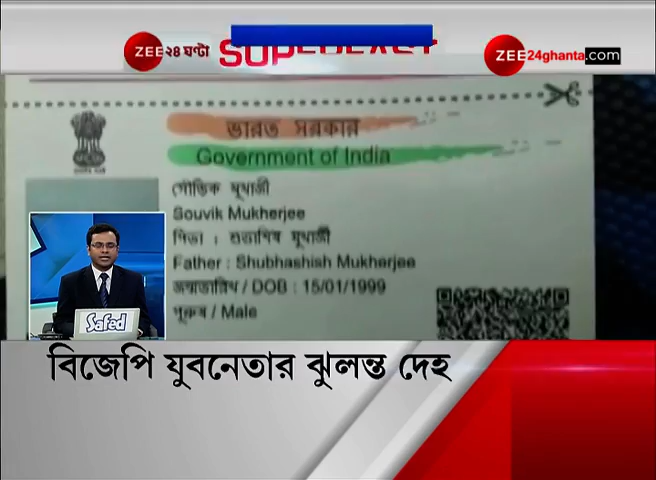 ZEE ২৪ ঘণ্টা
SUPERFAST
ZEE24ghanta.com
ভারত সরকার
Government of India
সৌভিক মুখার্জী
Souvik Mukherjee
পিতা : শুভাশিষ মুখার্জী
Father : Shubhashish Mukherjee
জন্মতারিখ / DOB : 15/01/1999
পুরুষ / Male
Safed
বিজেপি যুবনেতার ঝুলন্ত দেহ